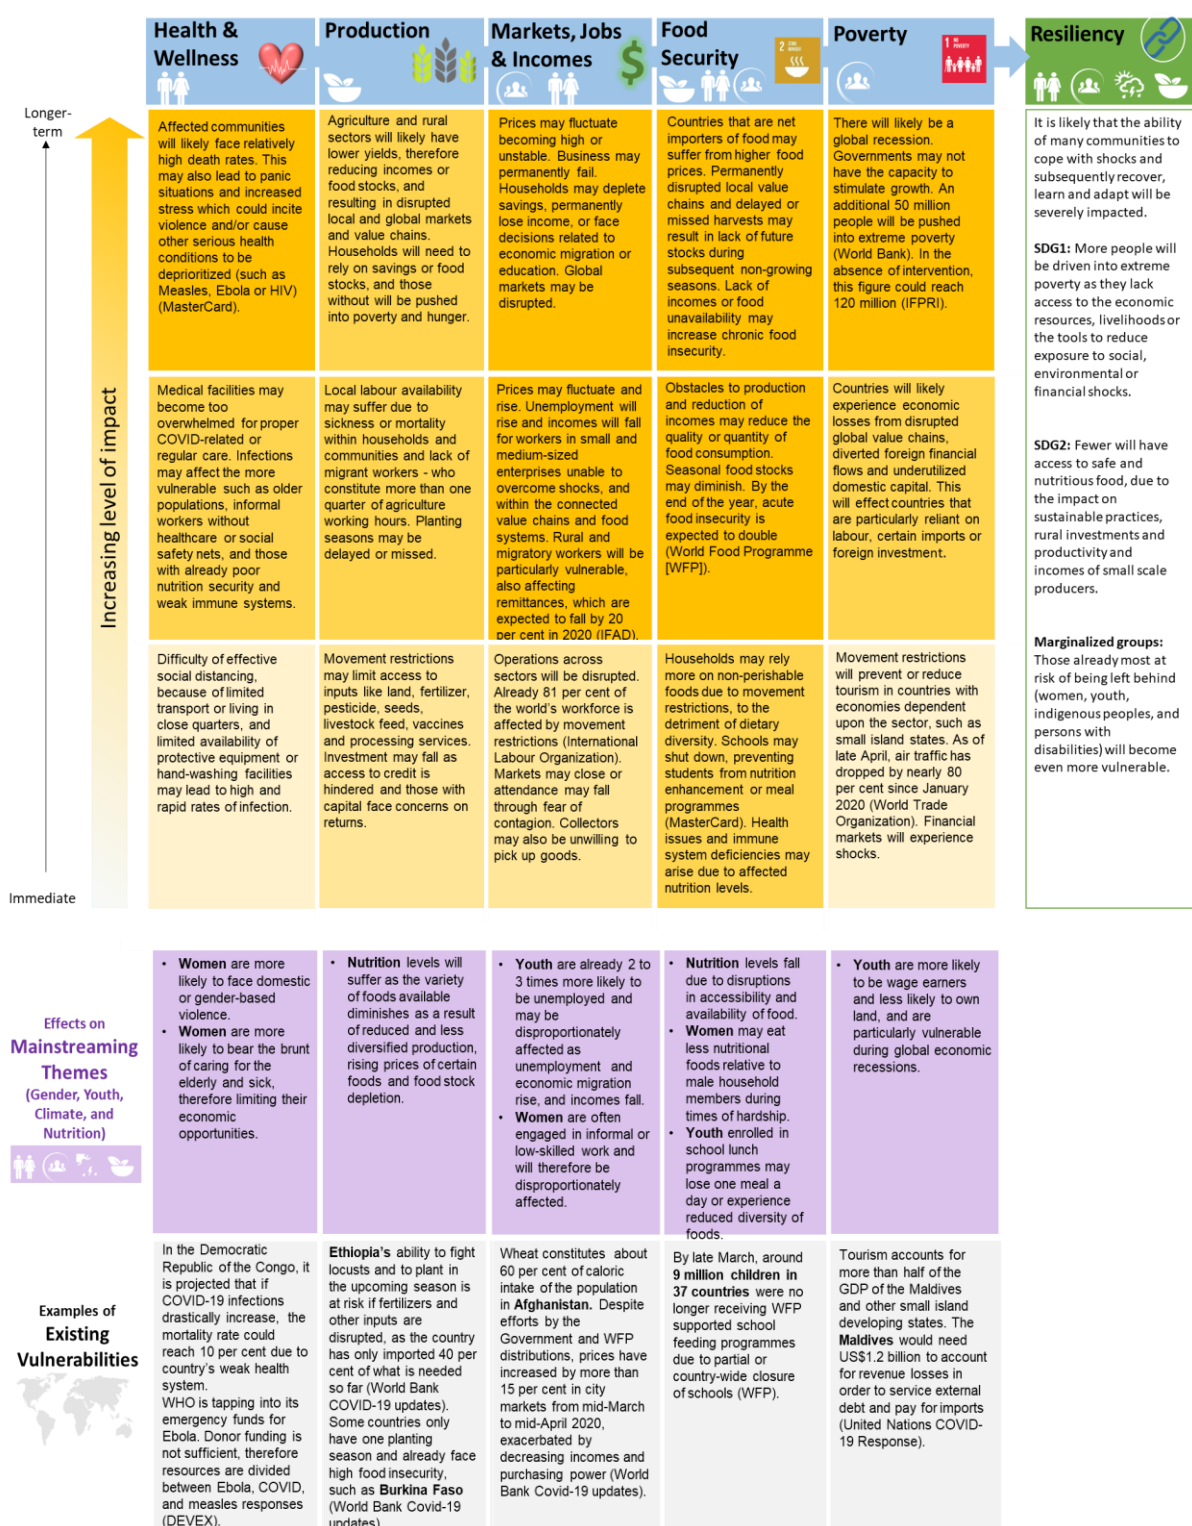 Health &
Wellness
Production
Markets, Jobs
& Incomes
Food
Security
2 ZERO
HUNGER
Poverty
1 NO
POVERTY
Resiliency
Longer-
term
Increasing level of impact
Immediate
Affected communities
will likely face relatively
high death rates. This
may also lead to panic
situations and increased
stress which could incite
violence and/or cause
other serious health
conditions to be
deprioritized (such as
Measles, Ebola or HIV)
(MasterCard).
Agriculture and rural
sectors will likely have
lower yields, therefore
reducing incomes or
food stocks, and
resulting in disrupted
local and global markets
and value chains.
Households will need to
rely on savings or food
stocks, and those
without will be pushed
into poverty and hunger.
Prices may fluctuate
becoming high or
unstable. Business may
permanently fail.
Households may deplete
savings, permanently
lose income, or face
decisions related to
economic migration or
education. Global
markets may be
disrupted.
Countries that are net
importers of food may
suffer from higher food
prices. Permanently
disrupted local value
chains and delayed or
missed harvests may
result in lack of future
stocks during
subsequent non-growing
seasons. Lack of
incomes or food
unavailability may
increase chronic food
insecurity.
There will likely be a
global recession.
Governments may not
have the capacity to
stimulate growth. An
additional 50 million
people will be pushed
into extreme poverty
(World Bank). In the
absence of intervention,
this figure could reach
120 million (IFPRI).
It is likely that the ability
of many communities to
cope with shocks and
subsequently recover,
learn and adapt will be
severely impacted.
SDG1: More people will
be driven into extreme
poverty as they lack
access to the economic
resources, livelihoods or
the tools to reduce
exposure to social,
environmental or
financial shocks.
SDG2: Fewer will have
access to safe and
nutritious food, due to
the impact on
sustainable practices,
rural investments and
productivity and
incomes of small scale
producers.
Marginalized groups:
Those already most at
risk of being left behind
(women, youth,
indigenous peoples, and
persons with
disabilities) will become
even more vulnerable.
Medical facilities may
become too
overwhelmed for proper
COVID-related or
regular care. Infections
may affect the more
vulnerable such as older
populations, informal
workers without
healthcare or social
safety nets, and those
with already poor
nutrition security and
weak immune systems.
Local labour availability
may suffer due to
sickness or mortality
within households and
communities and lack of
migrant workers - who
constitute more than one
quarter of agriculture
working hours. Planting
seasons may be
delayed or missed.
Prices may fluctuate and
rise. Unemployment will
rise and incomes will fall
for workers in small and
medium-sized
enterprises unable to
overcome shocks, and
within the connected
value chains and food
systems. Rural and
migratory workers will be
particularly vulnerable,
also affecting
remittances, which are
expected to fall by 20
per cent in 2020 (IFAD).
Obstacles to production
and reduction of
incomes may reduce the
quality or quantity of
food consumption.
Seasonal food stocks
may diminish. By the
end of the year, acute
food insecurity is
expected to double
(World Food Programme
[WFP]).
Countries will likely
experience economic
losses from disrupted
global value chains,
diverted foreign financial
flows and underutilized
domestic capital. This
will effect countries that
are particularly reliant on
labour, certain imports or
foreign investment.
Difficulty of effective
social distancing,
because of limited
transport or living in
close quarters, and
limited availability of
protective equipment or
hand-washing facilities
may lead to high and
rapid rates of infection.
Movement restrictions
may limit access to
inputs like land, fertilizer,
pesticide, seeds,
livestock feed, vaccines
and processing services.
Investment may fall as
access to credit is
hindered and those with
capital face concerns on
returns.
Operations across
sectors will be disrupted.
Already 81 per cent of
the world's workforce is
affected by movement
restrictions (International
Labour Organization).
Markets may close or
attendance may fall
through fear of
contagion. Collectors
may also be unwilling to
pick up goods.
Households may rely
more on non-perishable
foods due to movement
restrictions, to the
detriment of dietary
diversity. Schools may
shut down, preventing
students from nutrition
enhancement or meal
programmes
(MasterCard). Health
issues and immune
system deficiencies may
arise due to affected
nutrition levels.
Movement restrictions
will prevent or reduce
tourism in countries with
economies dependent
upon the sector, such as
small island states. As of
late April, air traffic has
dropped by nearly 80
per cent since January
2020 (World Trade
Organization). Financial
markets will experience
shocks.
Effects on
Mainstreaming
Themes
(Gender, Youth,
Climate, and
Nutrition)
• Women are more
likely to face domestic
or gender-based
violence.
• Women are more
likely to bear the brunt
of caring for the
elderly and sick,
therefore limiting their
economic
opportunities.
• Nutrition levels will
suffer as the variety
of foods available
diminishes as a result
of reduced and less
diversified production,
rising prices of certain
foods and food stock
depletion.
• Youth are already 2 to
3 times more likely to
be unemployed and
may be
disproportionately
affected as
unemployment and
economic migration
rise, and incomes fall.
• Women are often
engaged in informal or
low-skilled work and
will therefore be
disproportionately
affected.
• Nutrition levels fall
due to disruptions
in accessibility and
availability of food.
• Women may eat
less nutritional
foods relative to
male household
members during
times of hardship.
• Youth enrolled in
school lunch
programmes may
lose one meal a
day or experience
reduced diversity of
foods.
• Youth are more likely
to be wage earners
and less likely to own
land, and are
particularly vulnerable
during global economic
recessions.
Examples of
Existing
Vulnerabilities
In the Democratic
Republic of the Congo, it
is projected that if
COVID-19 infections
drastically increase, the
mortality rate could
reach 10 per cent due to
country's weak health
system.
WHO is tapping into its
emergency funds for
Ebola. Donor funding is
not sufficient, therefore
resources are divided
between Ebola, COVID,
and measles responses
(DEVEX).
Ethiopia's ability to fight
locusts and to plant in
the upcoming season is
at risk if fertilizers and
other inputs are
disrupted, as the country
has only imported 40 per
cent of what is needed
so far (World Bank
COVID-19 updates).
Some countries only
have one planting
season and already face
high food insecurity,
such as Burkina Faso
(World Bank Covid-19
updates)
Wheat constitutes about
60 per cent of caloric
intake of the population
in Afghanistan. Despite
efforts by the
Government and WFP
distributions, prices have
increased by more than
15 per cent in city
markets from mid-March
to mid-April 2020,
exacerbated by
decreasing incomes and
purchasing power (World
Bank Covid-19 updates).
By late March, around
9 million children in
37 countries were no
longer receiving WFP
supported school
feeding programmes
due to partial or
country-wide closure
of schools (WFP).
Tourism accounts for
more than half of the
GDP of the Maldives
and other small island
developing states. The
Maldives would need
US$1.2 billion to account
for revenue losses in
order to service external
debt and pay for imports
(United Nations COVID-
19 Response).